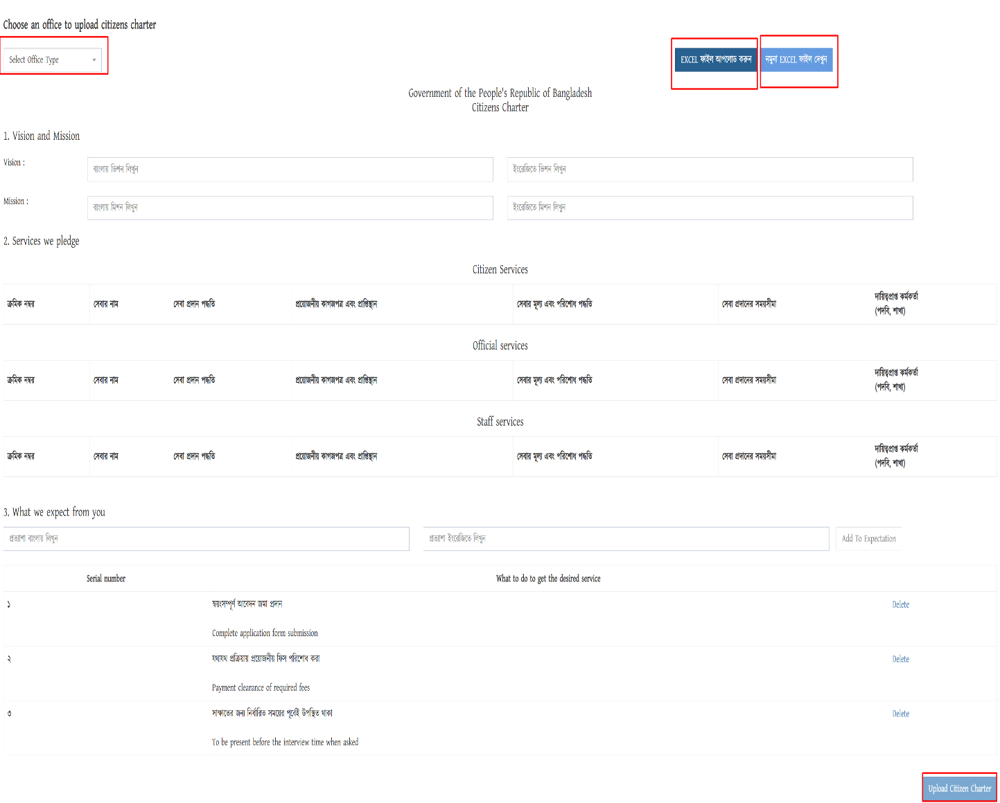 Choose an office to upload citizens charter
Select Office Type
EXCEL ফাইল আপলোড করুন
নমুনা EXCEL ফাইল দেখুন
Government of the People's Republic of Bangladesh
Citizens Charter
1. Vision and Mission
Vision :
বাংলায় ভিশন লিখুন
ইংরেজিতে ভিশন লিখুন
Mission :
বাংলায় মিশন লিখুন
ইংরেজিতে মিশন লিখুন
2. Services we pledge
Citizen Services
ক্রমিক নম্বর
সেবার নাম
সেবা প্রদান পদ্ধতি
প্রয়োজনীয় কাগজপত্র এবং প্রাপ্তিস্থান
সেবার মূল্য এবং পরিশোধ পদ্ধতি
সেবা প্রদানের সময়সীমা
দায়িত্বপ্রাপ্ত কর্মকর্তা
(পদবি, শাখা)
Official services
ক্রমিক নম্বর
সেবার নাম
সেবা প্রদান পদ্ধতি
প্রয়োজনীয় কাগজপত্র এবং প্রাপ্তিস্থান
সেবার মূল্য এবং পরিশোধ পদ্ধতি
সেবা প্রদানের সময়সীমা
দায়িত্বপ্রাপ্ত কর্মকর্তা
(পদবি, শাখা)
Staff services
ক্রমিক নম্বর
সেবার নাম
সেবা প্রদান পদ্ধতি
প্রয়োজনীয় কাগজপত্র এবং প্রাপ্তিস্থান
সেবার মূল্য এবং পরিশোধ পদ্ধতি
সেবা প্রদানের সময়সীমা
দায়িত্বপ্রাপ্ত কর্মকর্তা
(পদবি, শাখা)
3. What we expect from you
প্রত্যাশা বাংলায় লিখুন
প্রত্যাশা ইংরেজিতে লিখুন
Add To Expectation
Serial number
What to do to get the desired service
১
স্বয়ংসম্পূর্ণ আবেদন জমা প্রদান
Delete
Complete application form submission
২
যথাযথ প্রক্রিয়ায় প্রয়োজনীয় ফিস পরিশোধ করা
Delete
Payment clearance of required fees
৩
সাক্ষাতের জন্য নির্ধারিত সময়ের পূর্বেই উপস্থিত থাকা
Delete
To be present before the interview time when asked
Upload Citizen Charter